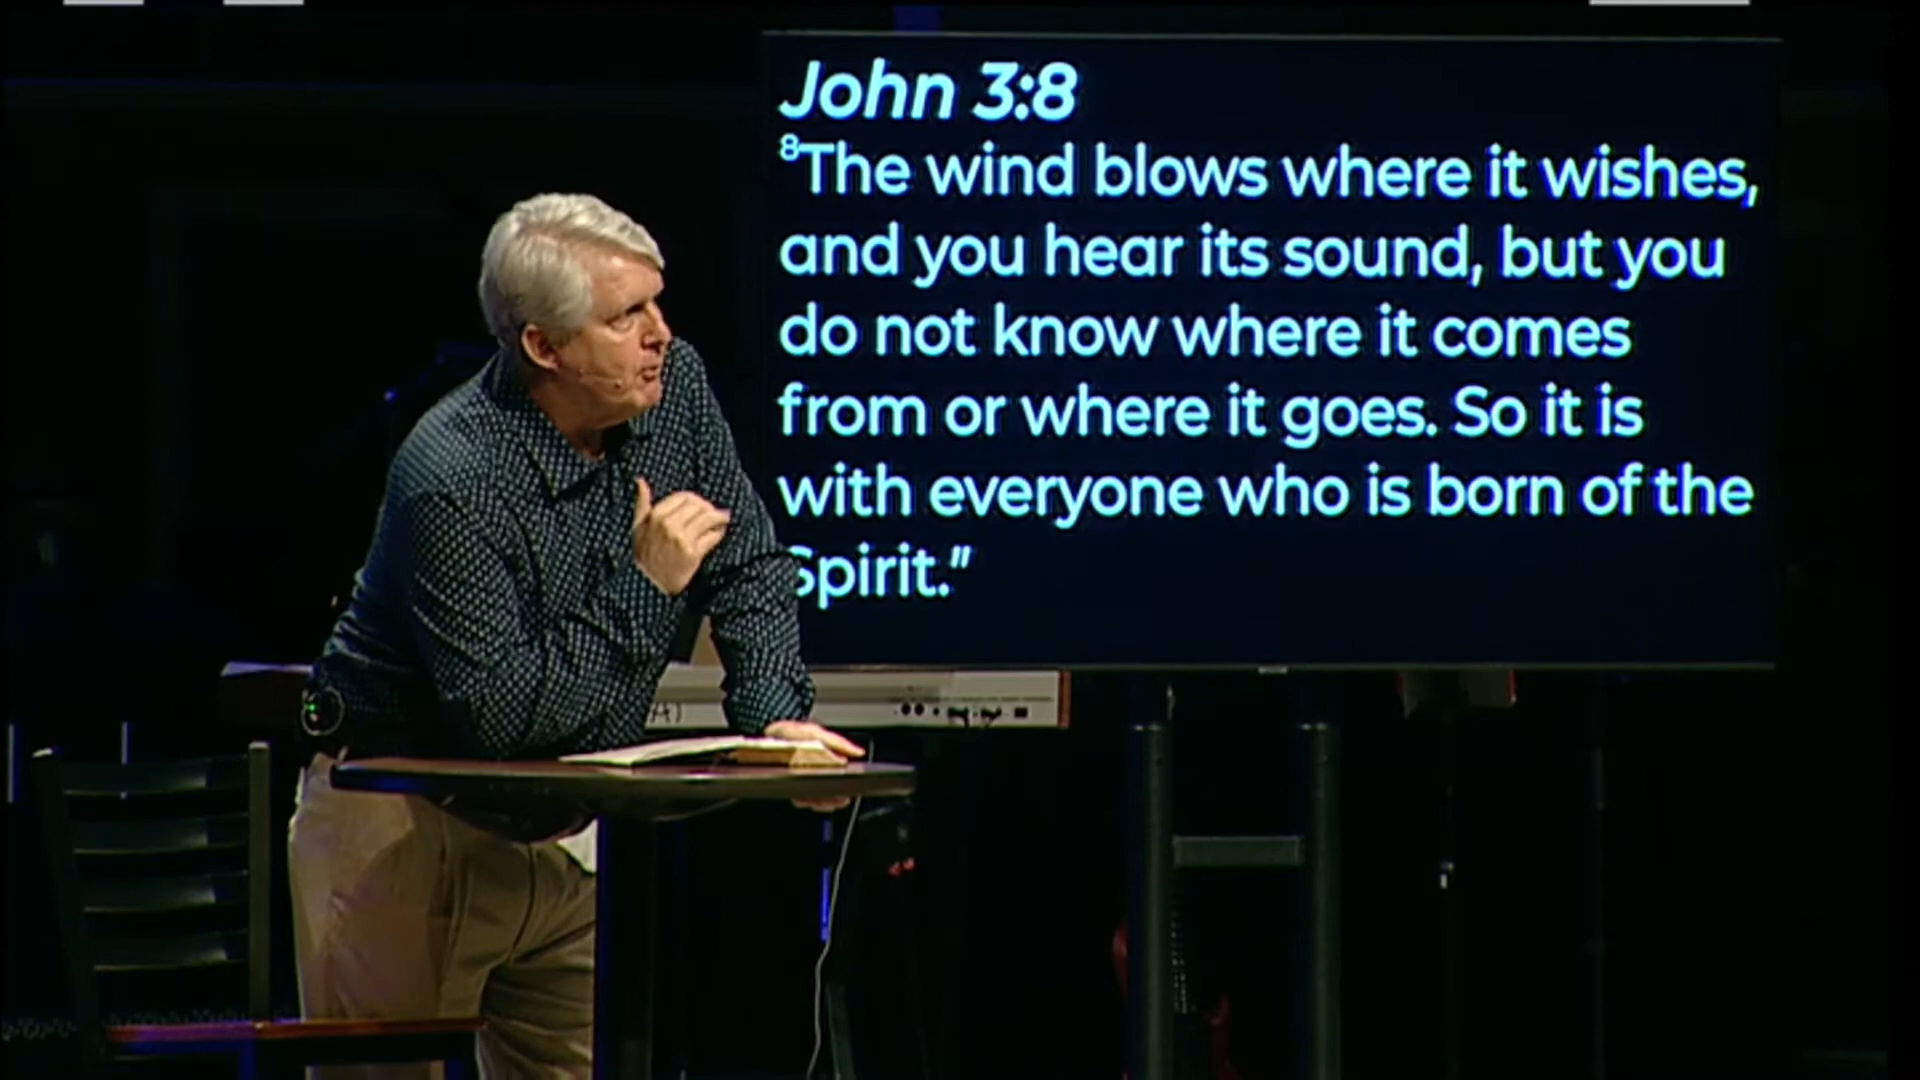 John 3:8
8The wind blows where it wishes,
and you hear its sound, but you
do not know where it comes
from or where it goes. So it is
with everyone who is born of the
Spirit."